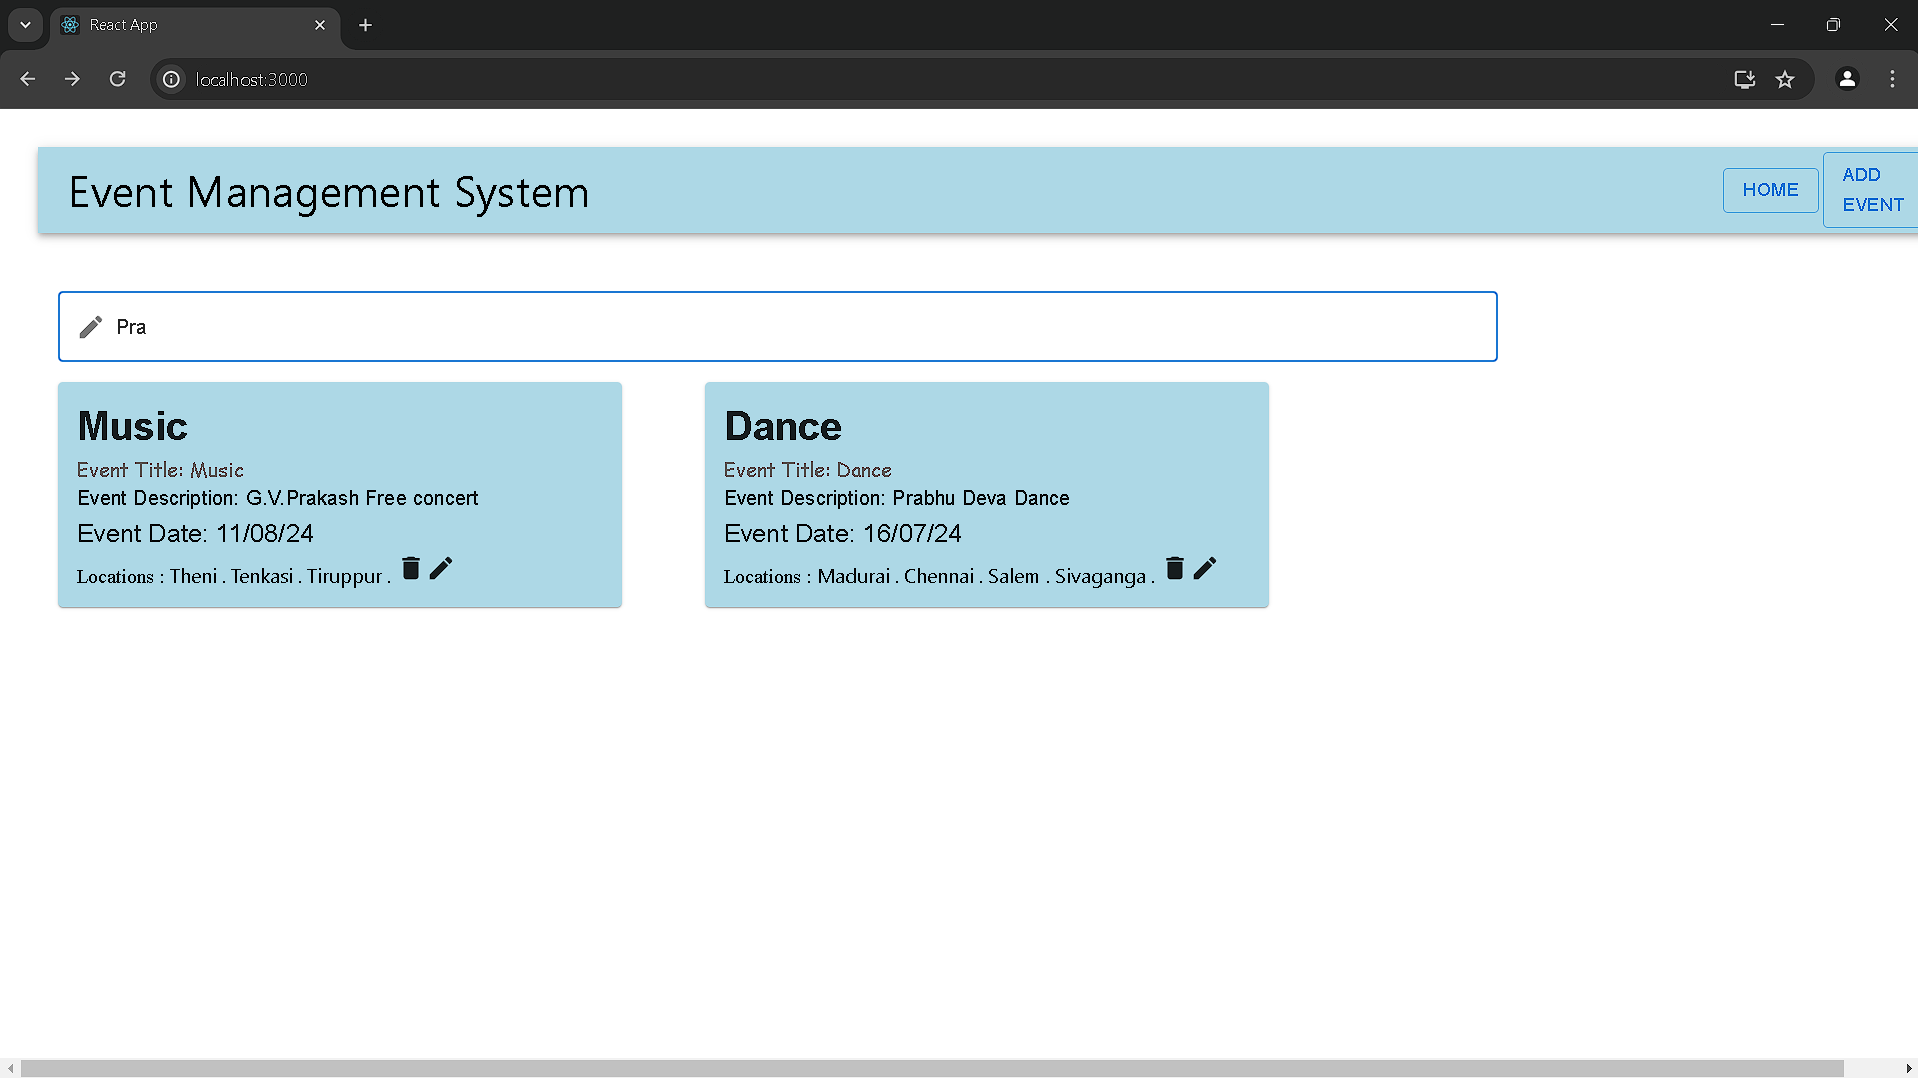 React App
localhost:3000
Event Management System
HOME
ADD
EVENT
Pra
Music
Event Title: Music
Event Description: G.V.Prakash Free concert
Event Date: 11/08/24
Locations : Theni . Tenkasi . Tiruppur .
Dance
Event Title: Dance
Event Description: Prabhu Deva Dance
Event Date: 16/07/24
Locations : Madurai . Chennai . Salem . Sivaganga .